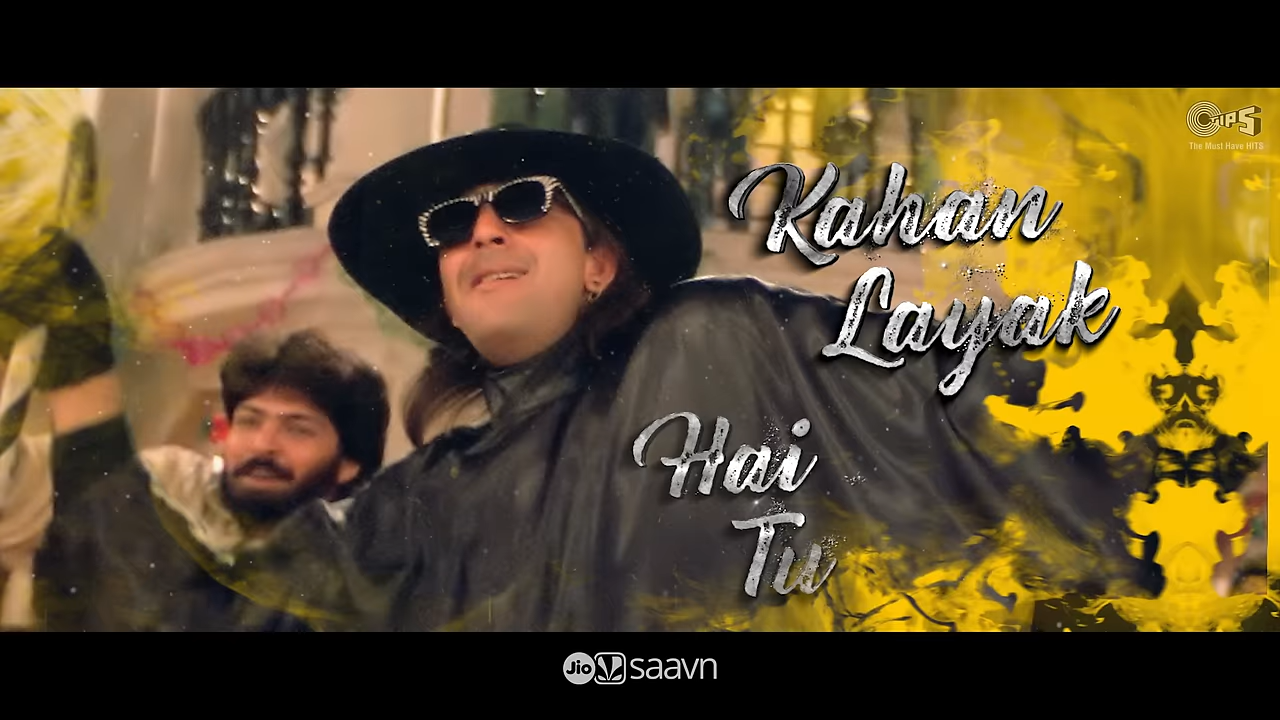 TIPS
The Must Have HITS
Kahan
Layak
Hai
Tu
Jio saavn